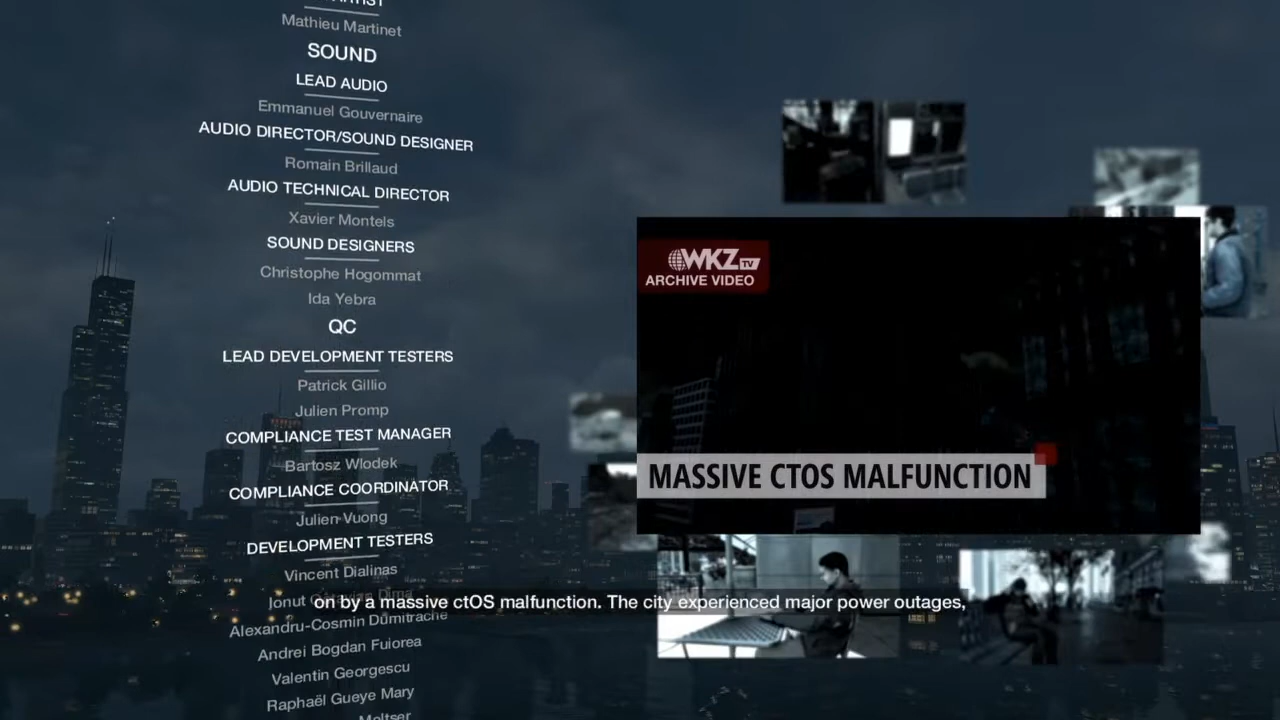 Mathieu Martinet
SOUND
LEAD AUDIO
Emmanuel Gouvernaire
AUDIO DIRECTOR/SOUND DESIGNER
Romain Brillaud
AUDIO TECHNICAL DIRECTOR
Xavier Montels
SOUND DESIGNERS
Christophe Hogommat
Ida Yebra
QC
LEAD DEVELOPMENT TESTERS
Patrick Gillio
Julien Promp
COMPLIANCE TEST MANAGER
Bartosz Wlodek
COMPLIANCE COORDINATOR
Julien Vuong
DEVELOPMENT TESTERS
Vincent Dialinas
Ionut Octavian Dima
Alexandru-Cosmin Dumitrache
Andrei Bogdan Fuiorea
Valentin Georgescu
Raphaël Gueye Mary
WKZ TV
ARCHIVE VIDEO
MASSIVE CTOS MALFUNCTION
on by a massive ctOS malfunction. The city experienced major power outages,